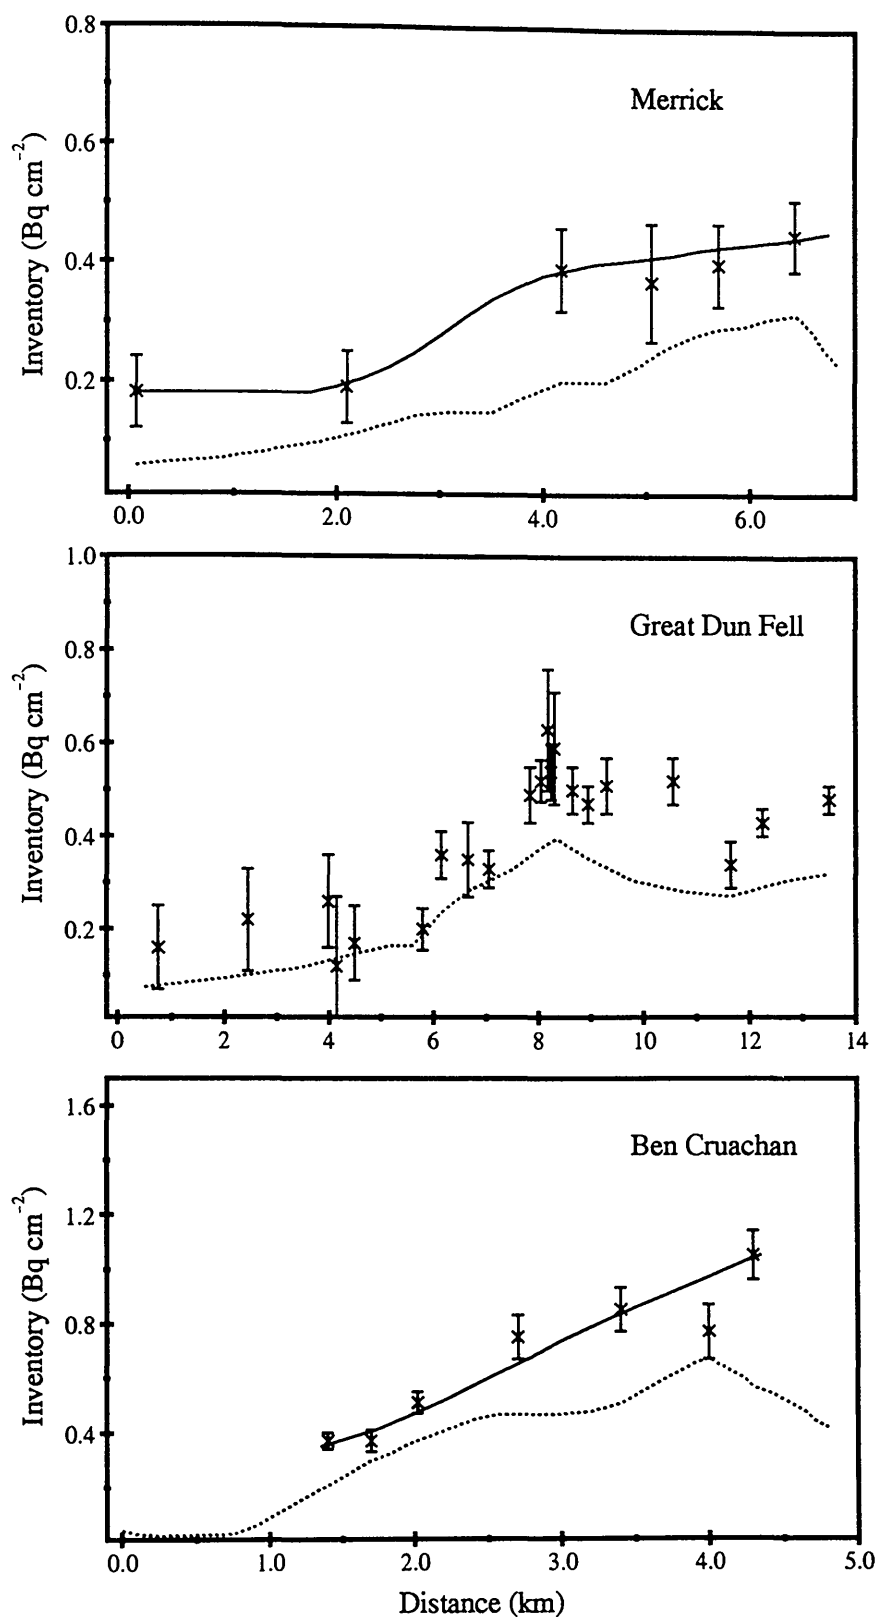 0.8
Merrick
0.6
0.4
0.2
Inventory (Bq cm⁻²)
0.0 2.0 4.0 6.0
1.0
Great Dun Fell
0.8
0.6
0.4
0.2
Inventory (Bq cm⁻²)
0 2 4 6 8 10 12 14
1.6
Ben Cruachan
1.2
0.8
0.4
Inventory (Bq cm⁻²)
0.0 1.0 2.0 3.0 4.0 5.0
Distance (km)